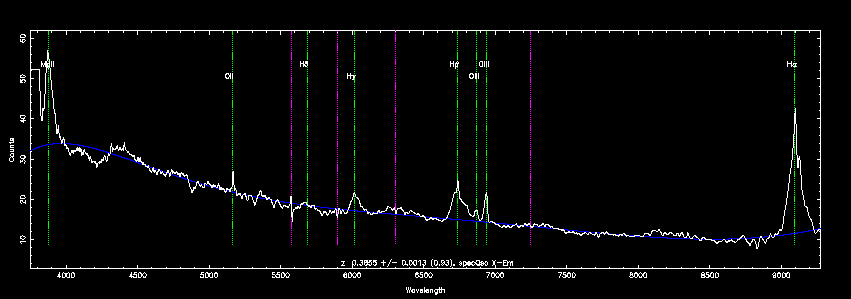 60
50
40
30
20
10
Counts
MgII
OII
Hδ
Hγ
Hβ
OIII
OIII
Hα
4000 4500 5000 5500 6000 6500 7000 7500 8000 8500 9000
z 0.3855 +/- 0.0013 (0.93), specQso X-Em
Wavelength